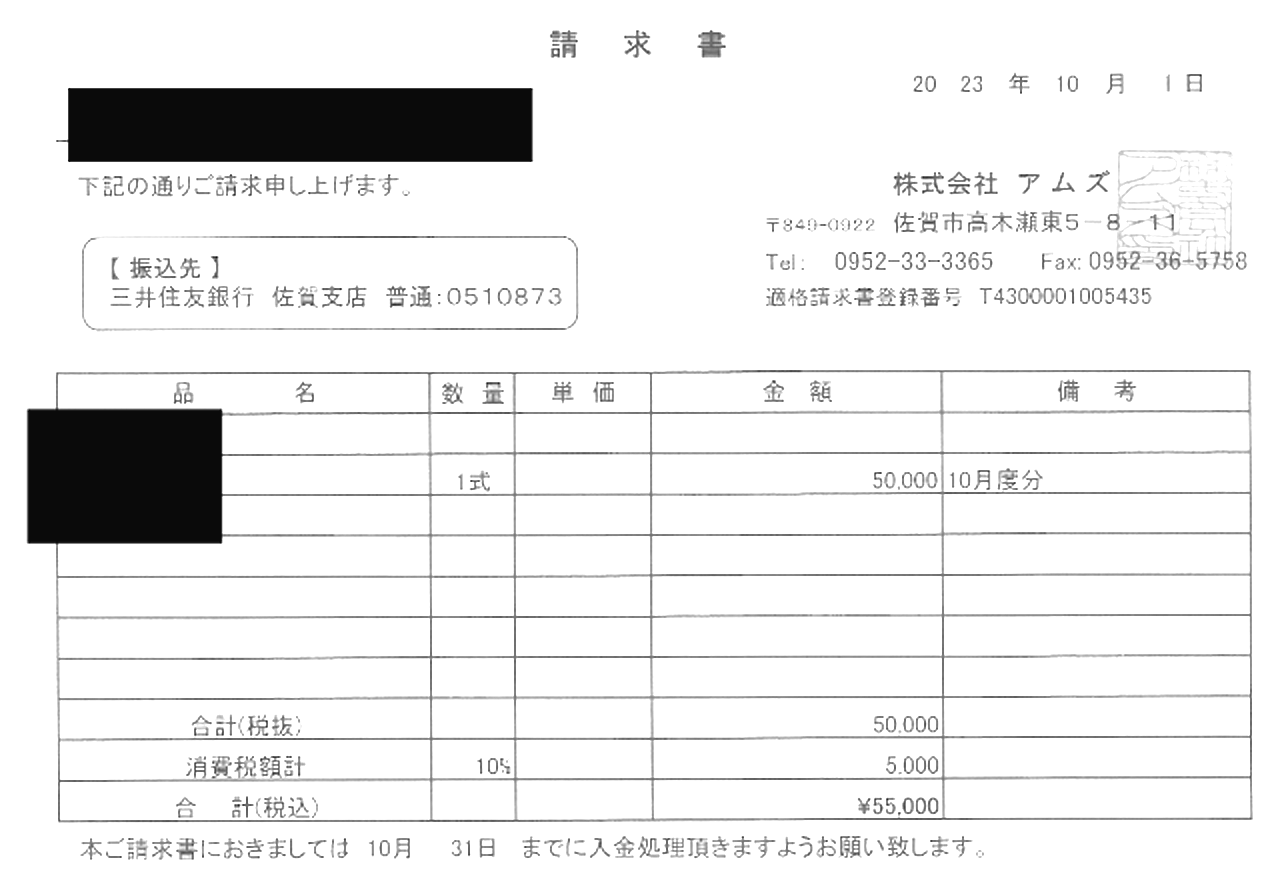 請求書
2023年10月1日
下記の通りご請求申し上げます。
株式会社 アムズ
〒849-0922 佐賀市高木瀬東5-8-11
Tel: 0952-33-3365 Fax: 0952-36-5758
適格請求書登録番号 T4300001005435
【振込先】
三井住友銀行 佐賀支店 普通:0510873
品名 数量 単価 金額 備考
1式 50,000 10月度分
合計(税抜) 50,000
消費税額計 10% 5,000
合計(税込) ¥55,000
本ご請求書におきましては 10月 31日 までに入金処理頂きますようお願い致します。